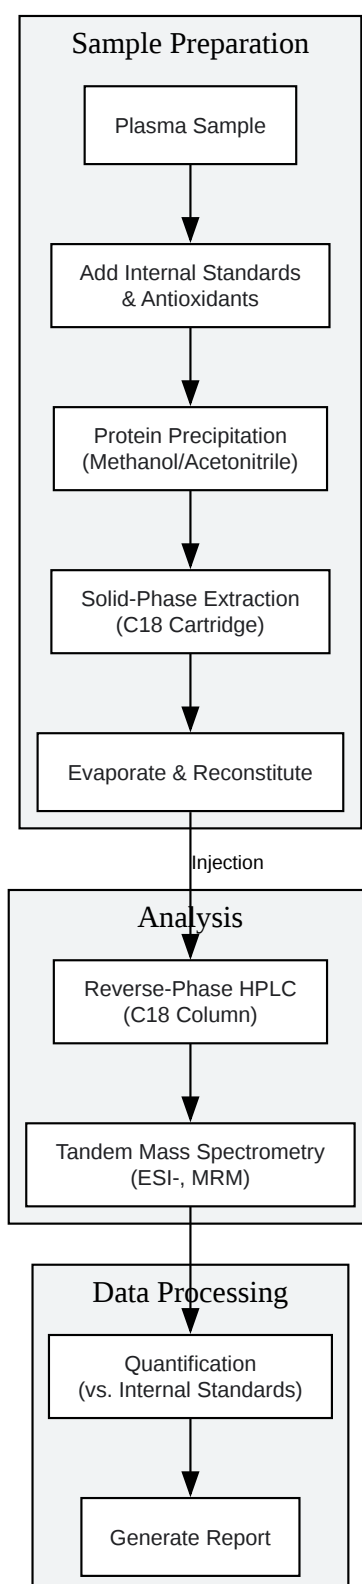 Sample Preparation
Plasma Sample
Add Internal Standards
& Antioxidants
Protein Precipitation
(Methanol/Acetonitrile)
Solid-Phase Extraction
(C18 Cartridge)
Evaporate & Reconstitute
Injection
Analysis
Reverse-Phase HPLC
(C18 Column)
Tandem Mass Spectrometry
(ESI-, MRM)
Data Processing
Quantification
(vs. Internal Standards)
Generate Report